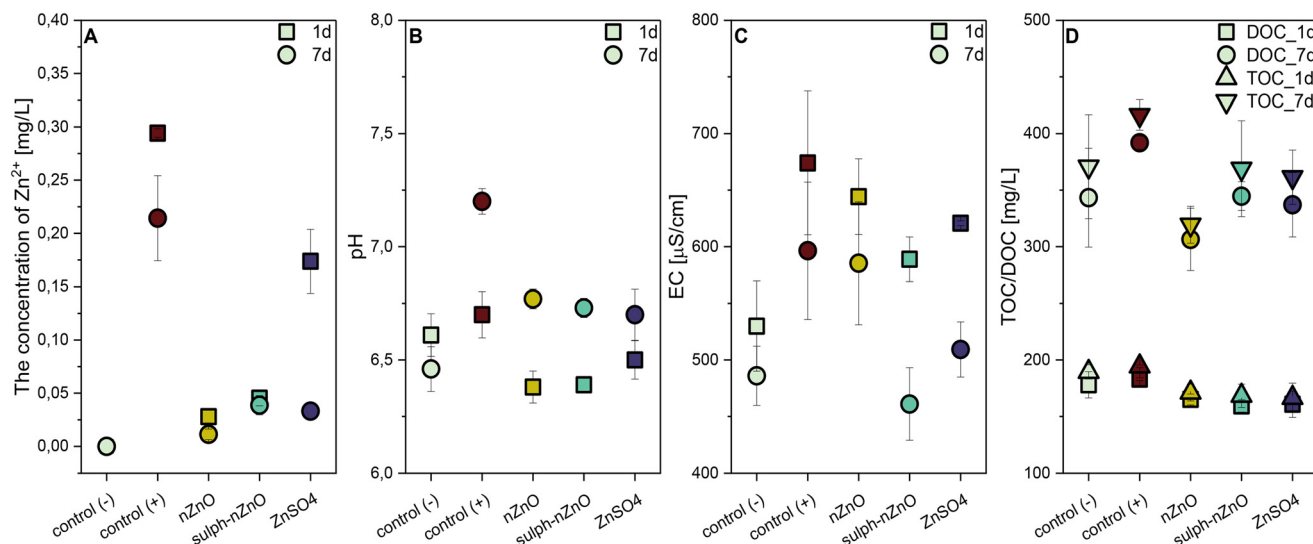 A
1d
7d
The concentration of Zn²⁺ [mg/L]
0,40
0,35
0,30
0,25
0,20
0,15
0,10
0,05
0,00
control (-)
control (+)
nZnO
sulph-nZnO
ZnSO4
B
1d
7d
pH
8,0
7,5
7,0
6,5
6,0
control (-)
control (+)
nZnO
sulph-nZnO
ZnSO4
C
1d
7d
EC [µS/cm]
800
700
600
500
400
control (-)
control (+)
nZnO
sulph-nZnO
ZnSO4
D
DOC_1d
DOC_7d
TOC_1d
TOC_7d
TOC/DOC [mg/L]
500
400
300
200
100
control (-)
control (+)
nZnO
sulph-nZnO
ZnSO4